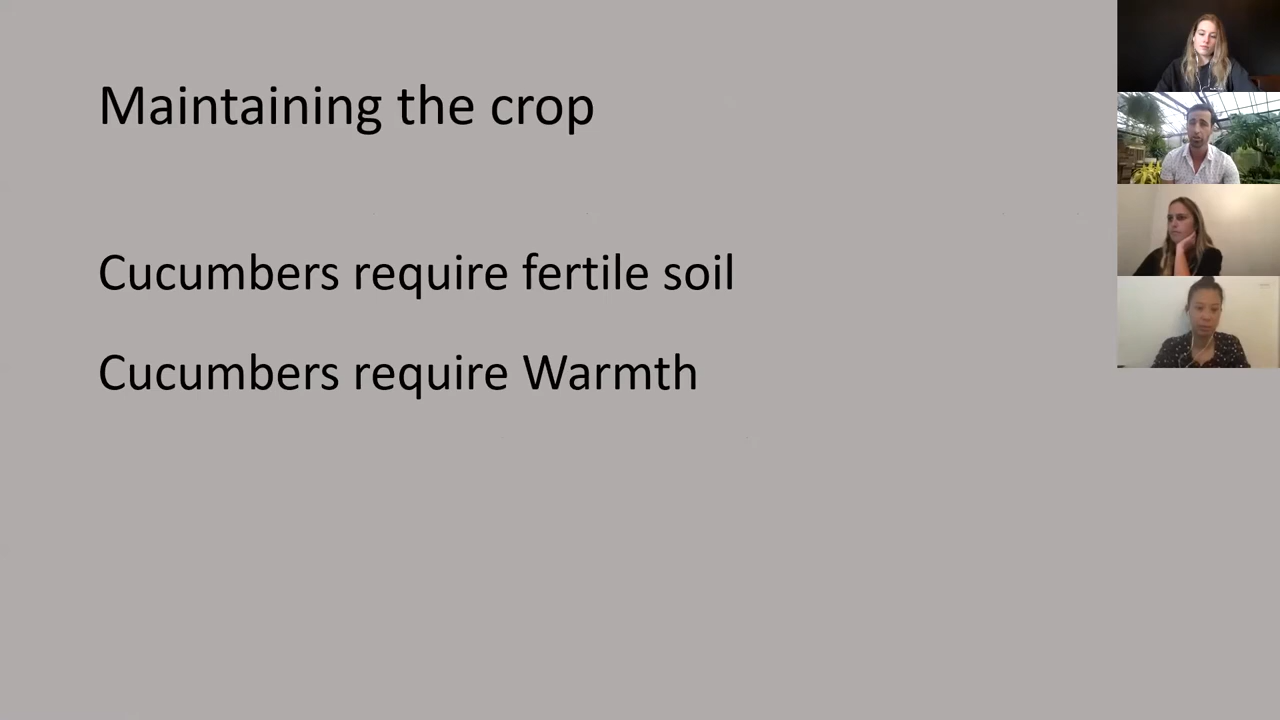 Maintaining the crop
Cucumbers require fertile soil
Cucumbers require Warmth